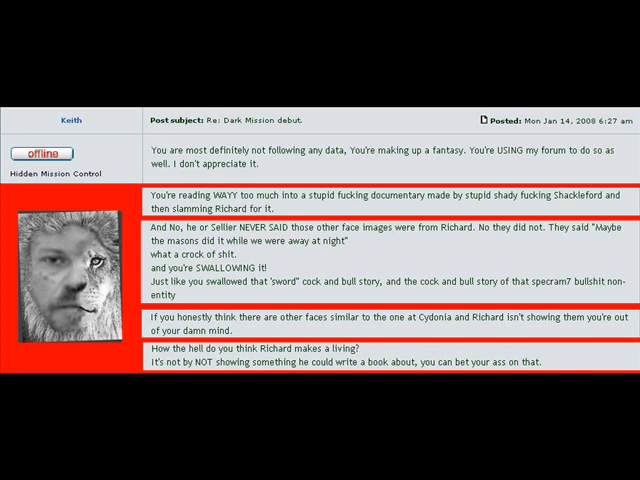 Keith
Post subject: Re: Dark Mission debut.
Posted: Mon Jan 14, 2008 6:27 am
offline
Hidden Mission Control
You are most definitely not following any data, You're making up a fantasy. You're USING my forum to do so as
well. I don't appreciate it.
You're reading WAYY too much into a stupid fucking documentary made by stupid shady fucking Shackleford and
then slamming Richard for it.
And No, he or Sellier NEVER SAID those other face images were from Richard. No they did not. They said "Maybe
the masons did it while we were away at night"
what a crock of shit.
and you're SWALLOWING it!
Just like you swallowed that 'sword" cock and bull story, and the cock and bull story of that specram7 bullshit non-
entity
If you honestly think there are other faces similar to the one at Cydonia and Richard isn't showing them you're out
of your damn mind.
How the hell do you think Richard makes a living?
It's not by NOT showing something he could write a book about, you can bet your ass on that.